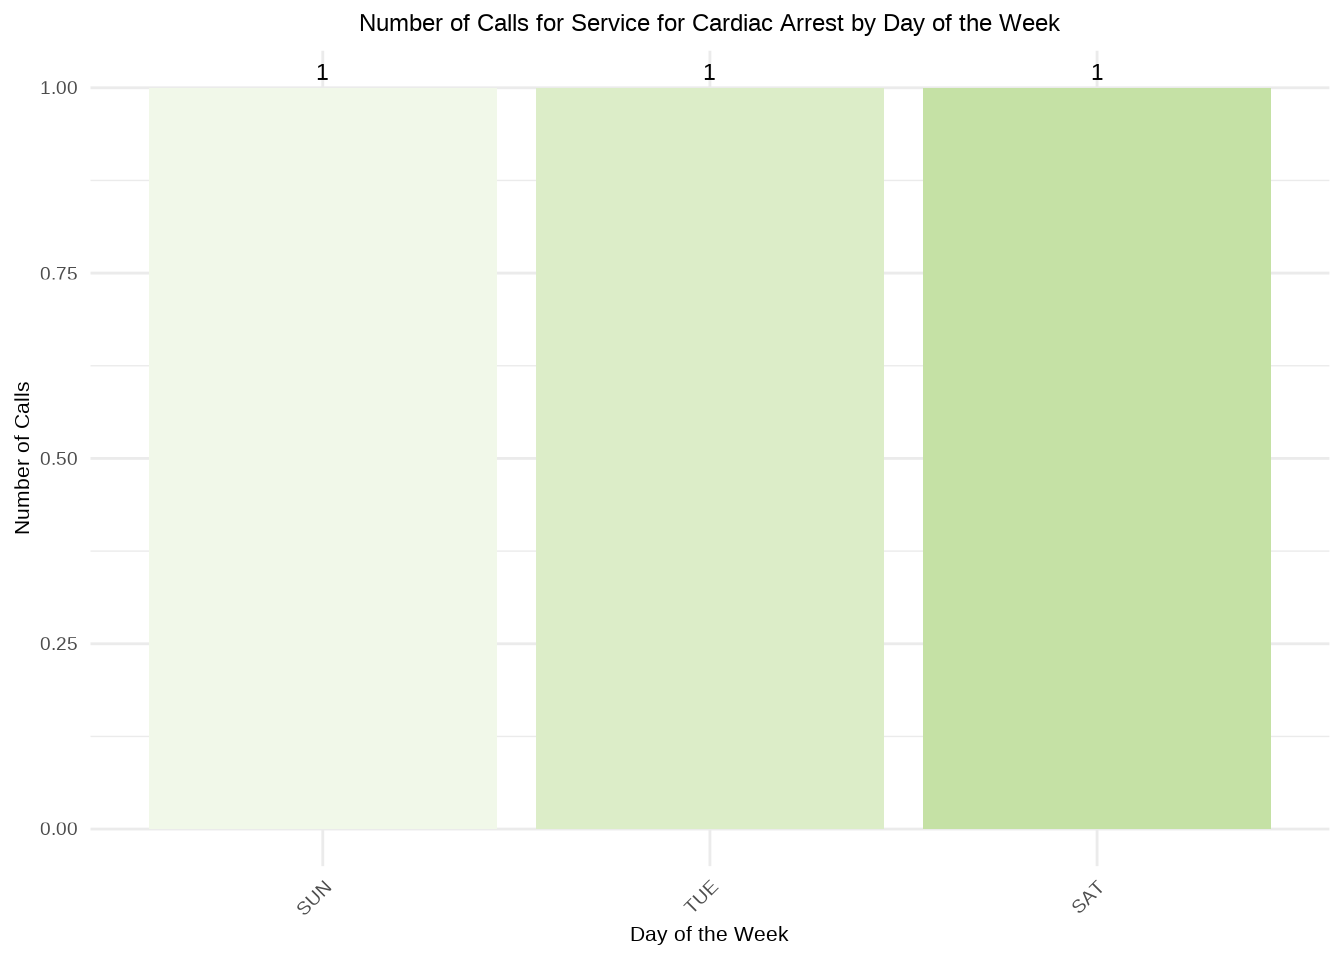 Number of Calls for Service for Cardiac Arrest by Day of the Week
1 1 1
1.00
0.75
0.50
0.25
0.00
Number of Calls
SUN TUE SAT
Day of the Week